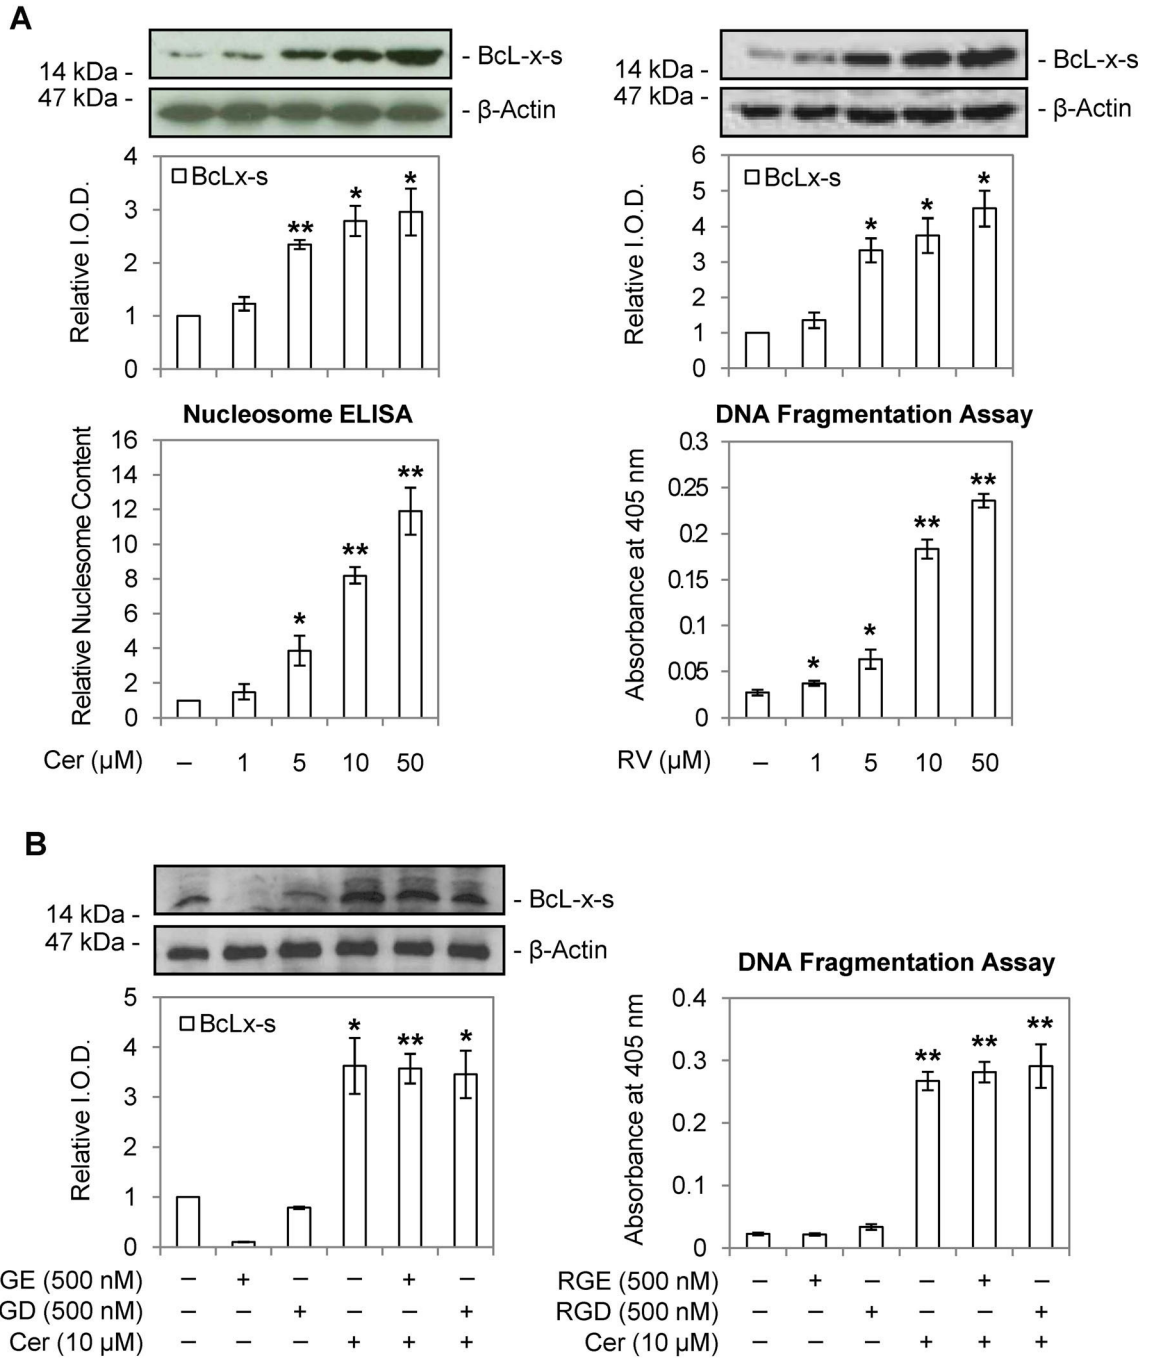 A
- BcL-x-s
14 kDa -
47 kDa -
- β-Actin
4
3
2
1
0
Relative I.O.D.
BcLx-s
**
*
*
- BcL-x-s
14 kDa -
47 kDa -
- β-Actin
6
5
4
3
2
1
0
Relative I.O.D.
BcLx-s
*
*
*
Nucleosome ELISA
16
14
12
10
8
6
4
2
0
Relative Nuclesome Content
*
**
**
Cer (µM) – 1 5 10 50
DNA Fragmentation Assay
0.3
0.25
0.2
0.15
0.1
0.05
0
Absorbance at 405 nm
*
*
**
**
RV (µM) – 1 5 10 50
B
- BcL-x-s
14 kDa -
47 kDa -
- β-Actin
5
4
3
2
1
0
Relative I.O.D.
BcLx-s
*
**
*
GE (500 nM) – + – – + –
GD (500 nM) – – + – – +
Cer (10 µM) – – – + + +
DNA Fragmentation Assay
0.4
0.3
0.2
0.1
0
Absorbance at 405 nm
**
**
**
RGE (500 nM) – + – – + –
RGD (500 nM) – – + – – +
Cer (10 µM) – – – + + +